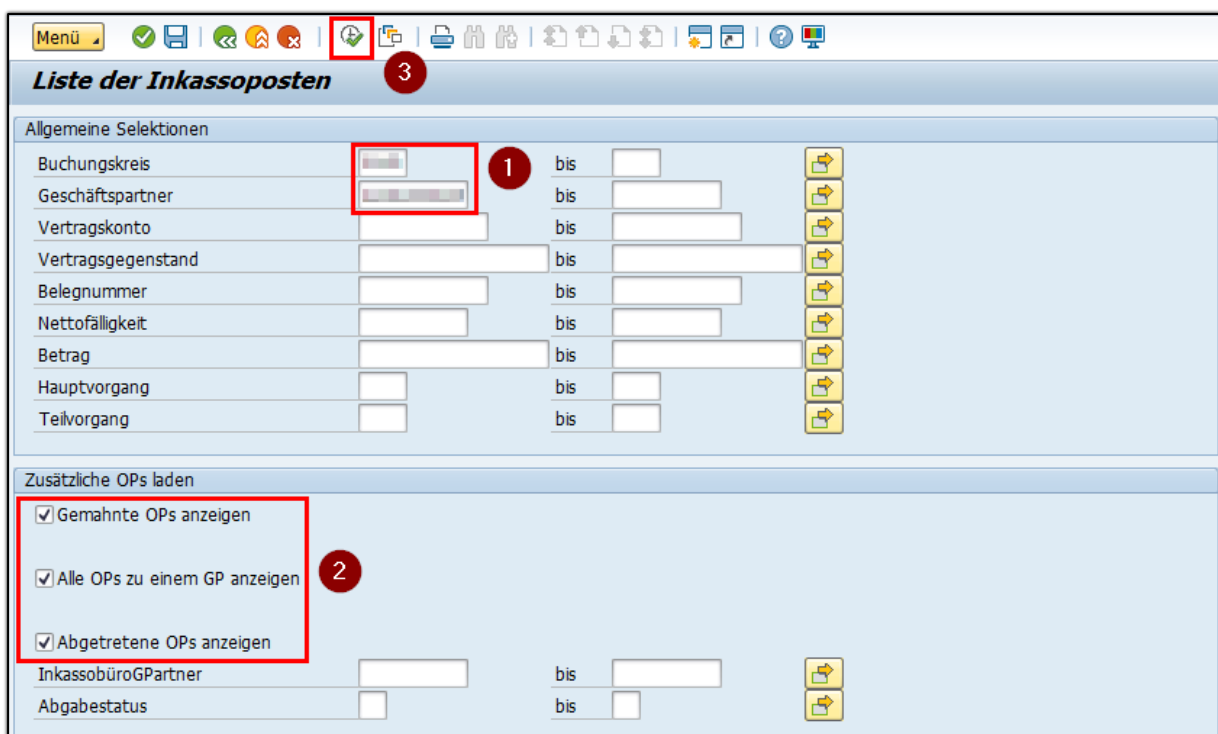 Menü
3
Liste der Inkassoposten
Allgemeine Selektionen
Buchungskreis bis
1
Geschäftspartner bis
Vertragskonto bis
Vertragsgegenstand bis
Belegnummer bis
Nettofälligkeit bis
Betrag bis
Hauptvorgang bis
Teilvorgang bis
Zusätzliche OPs laden
Gemahnte OPs anzeigen
Alle OPs zu einem GP anzeigen 2
Abgetretene OPs anzeigen
InkassobüroGPartner bis
Abgabestatus bis